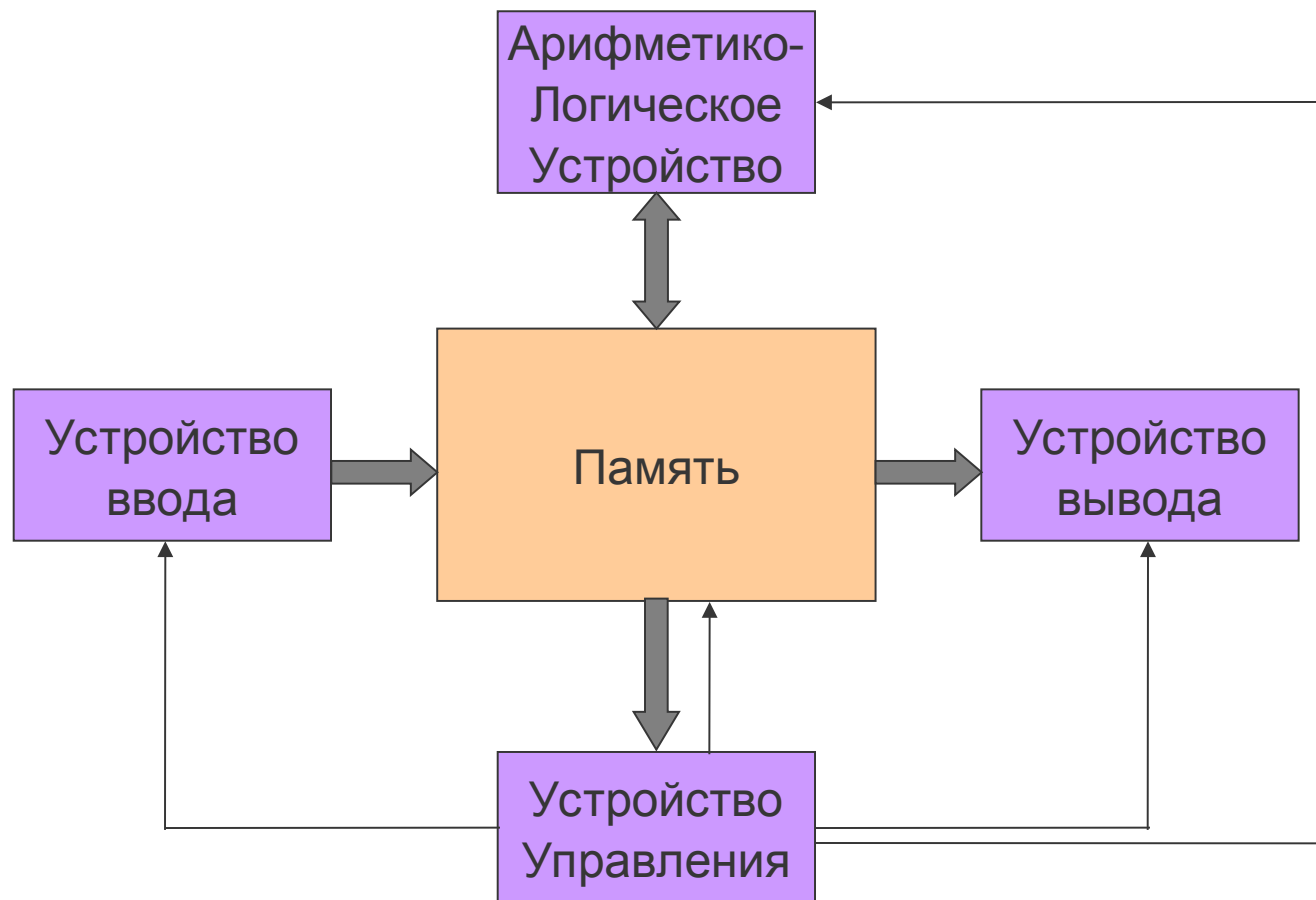 Арифметико-
Логическое
Устройство
Устройство
ввода
Память
Устройство
вывода
Устройство
Управления